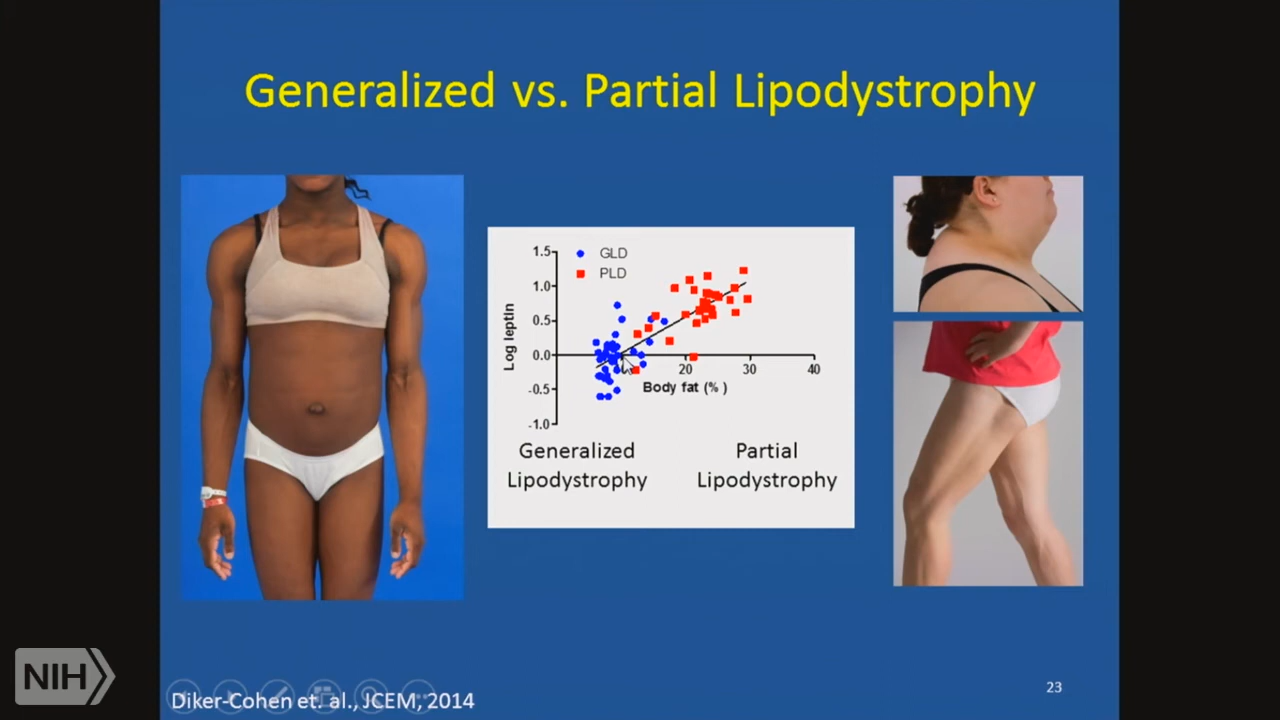 Generalized vs. Partial Lipodystrophy
1.5
1.0
0.5
0.0
-0.5
-1.0
Log leptin
GLD
PLD
20
30
40
Body fat (% )
Generalized
Lipodystrophy
Partial
Lipodystrophy
NIH
Diker-Cohen et. al., JCEM, 2014
23